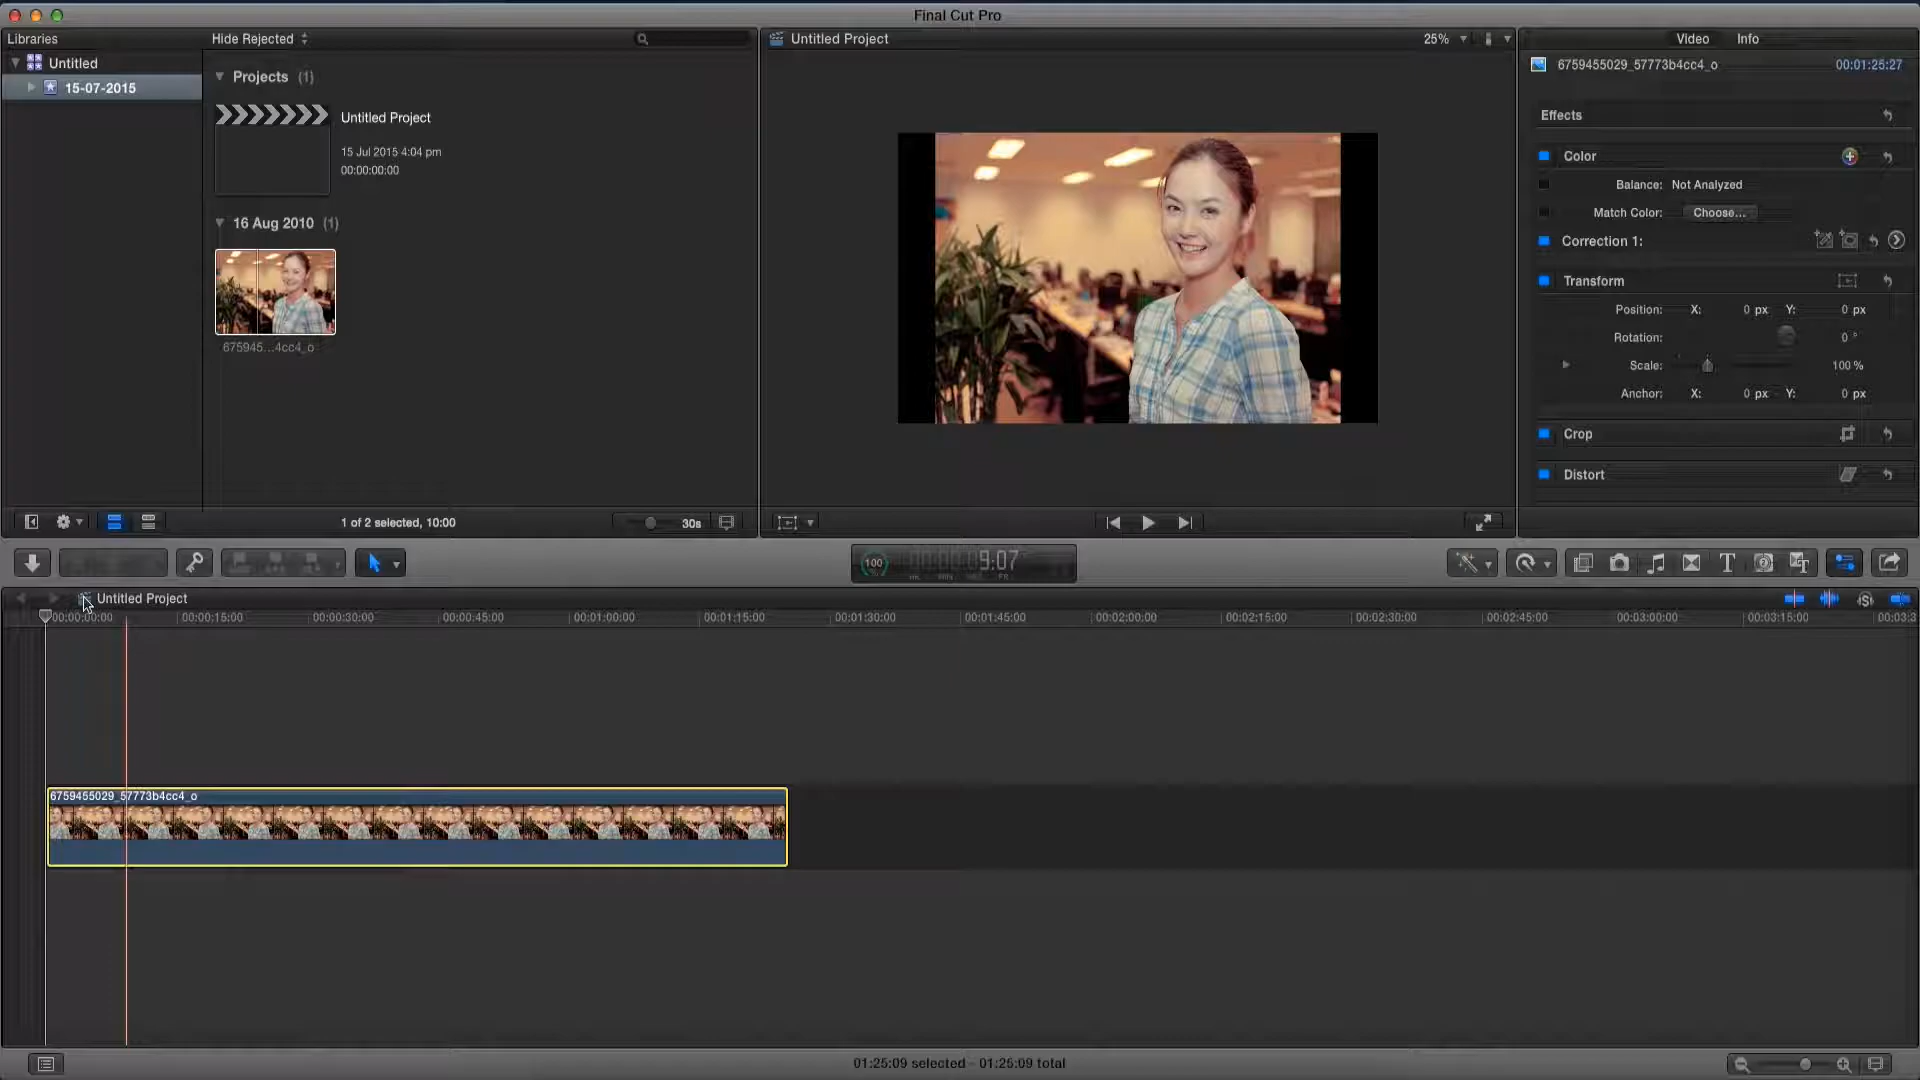 Final Cut Pro
Libraries
Hide Rejected
Untitled Project
25%
Video
Info
Untitled
15-07-2015
Projects (1)
Untitled Project
15 Jul 2015 4:04 pm
00:00:00:00
16 Aug 2010 (1)
675945...4cc4_o
6759455029_57773b4cc4_o
00:01:25:27
Effects
Color
Balance: Not Analyzed
Match Color: Choose...
Correction 1:
Transform
Position: X: 0 px Y: 0 px
Rotation: 0 °
Scale: 100 %
Anchor: X: 0 px Y: 0 px
Crop
Distort
1 of 2 selected, 10:00
30s
100
9:07
Untitled Project
00:00:00:00 00:00:15:00 00:00:30:00 00:00:45:00 00:01:00:00 00:01:15:00 00:01:30:00 00:01:45:00 00:02:00:00 00:02:15:00 00:02:30:00 00:02:45:00 00:03:00:00 00:03:15:00 00:03:3
6759455029_57773b4cc4_o
01:25:09 selected - 01:25:09 total